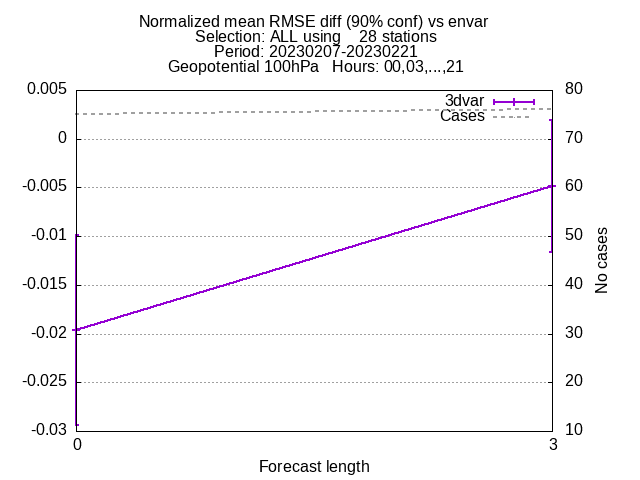 Normalized mean RMSE diff (90% conf) vs envar
Selection: ALL using    28 stations
Period: 20230207-20230221
Geopotential 100hPa   Hours: 00,03,...,21
0.005
0
-0.005
-0.01
-0.015
-0.02
-0.025
-0.03
80
70
60
50
40
30
20
10
3dvar
Cases
No cases
0
3
Forecast length